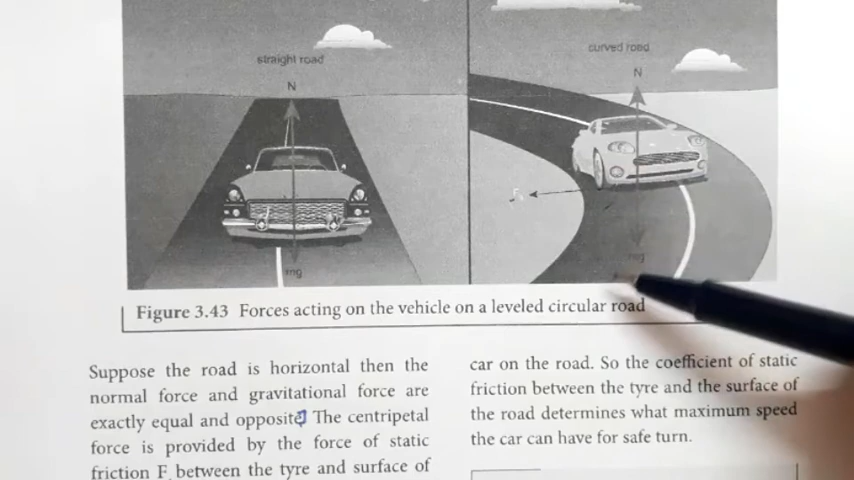 straight road
N
mg
curved road
N
Fs
mg
Figure 3.43 Forces acting on the vehicle on a leveled circular road
Suppose the road is horizontal then the
normal force and gravitational force are
exactly equal and opposite. The centripetal
force is provided by the force of static
friction Fs between the tyre and surface of
car on the road. So the coefficient of static
friction between the tyre and the surface of
the road determines what maximum speed
the car can have for safe turn.